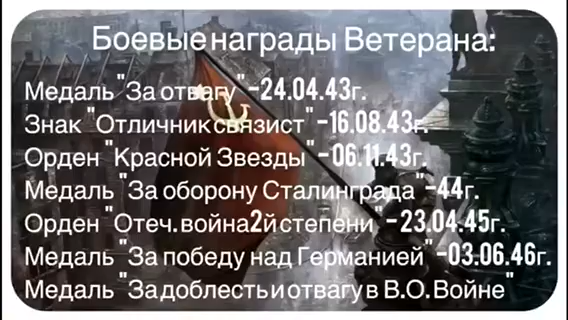 Боевые награды Ветерана:
Медаль "За отвагу" -24.04.43г.
Знак "Отличник связист" -16.08.43г.
Орден "Красной Звезды" -06.11.43г.
Медаль "За оборону Сталинграда" -44г.
Орден "Отеч. война 2й степени" - 23.04.45г.
Медаль "За победу над Германией" -03.06.46г.
Медаль "За доблесть и отвагу в В.О. Войне"